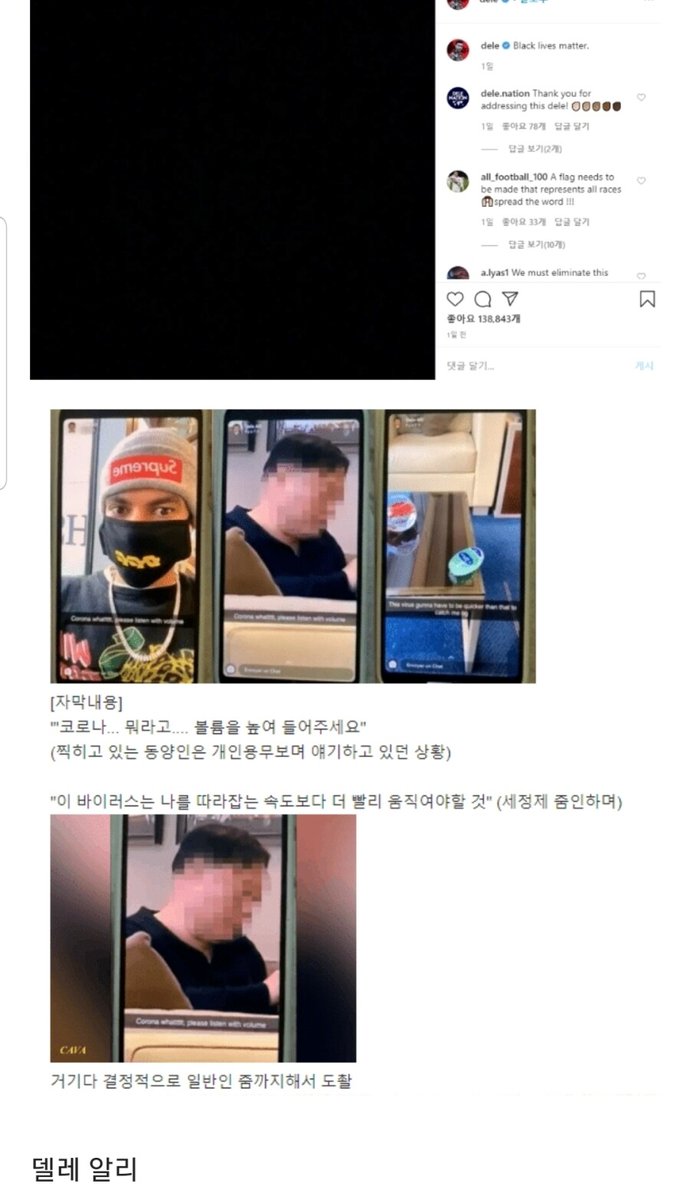 dele Black lives matter.
1일
dele.nation Thank you for
addressing this dele!
1일 좋아요 78개 답글 달기
답글 보기(2개)
all_football_100 A flag needs to
be made that represents all races
spread the word !!!
1일 좋아요 33개 답글 달기
답글 보기(10개)
a.lyas1 We must eliminate this
좋아요 138,843개
1일 전
댓글 달기...
게시
Supreme
Corona whatttt, please listen with volume
Corona whatttt, please listen with volume
Envoyer un Chat
This virus gunna have to be quicker than that to
catch me
Envoyer un Chat
[자막내용]
"'코로나... 뭐라고.... 볼륨을 높여 들어주세요"
(찍히고 있는 동양인은 개인용무보며 얘기하고 있던 상황)
"이 바이러스는 나를 따라잡는 속도보다 더 빨리 움직여야할 것" (세정제 줌인하며)
Corona whatttt, please listen with volume
CAVA
거기다 결정적으로 일반인 줌까지해서 도촬
델레 알리